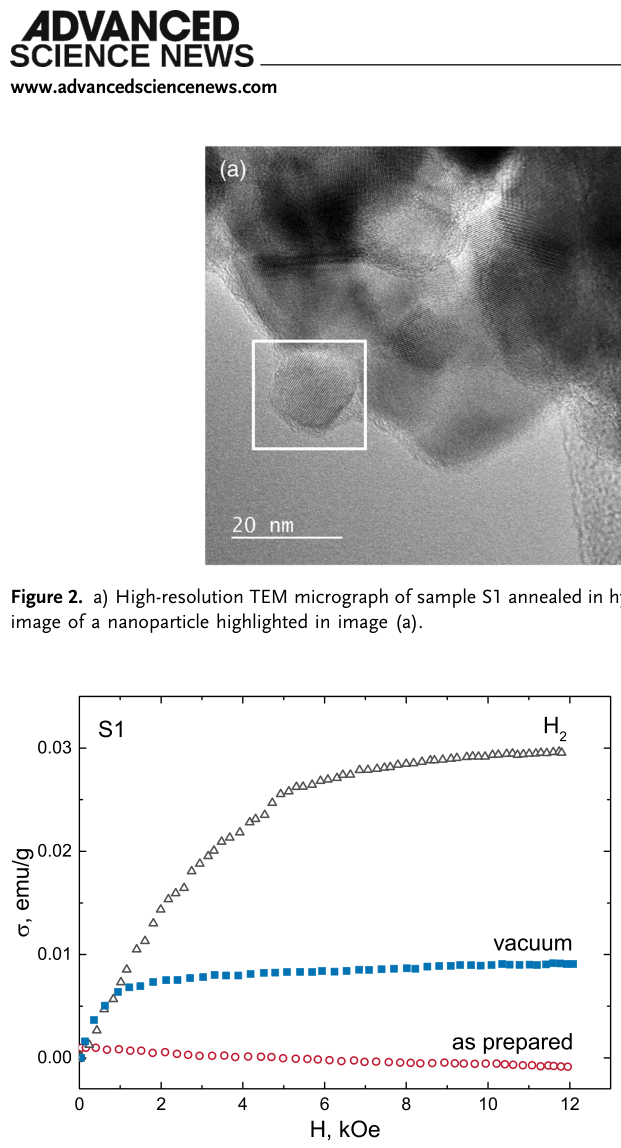 ADVANCED
SCIENCE NEWS
www.advancedsciencenews.com
(a)
20 nm
Figure 2. a) High-resolution TEM micrograph of sample S1 annealed in hy
image of a nanoparticle highlighted in image (a).
S1
H2
0.03
0.02
σ, emu/g
0.01
vacuum
as prepared
0.00
0 2 4 6 8 10 12
H, kOe